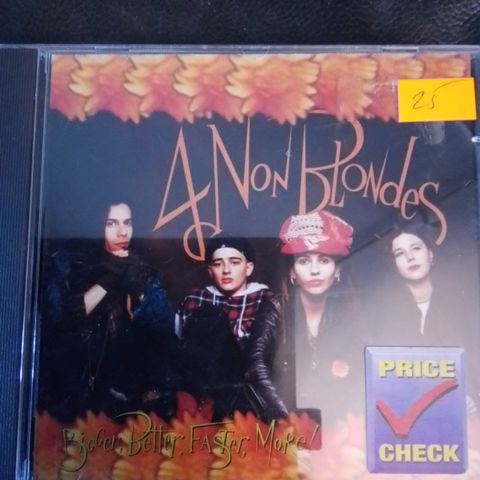 25
4 Non Blondes
PRICE
CHECK
Bigger, Better, Faster, More!